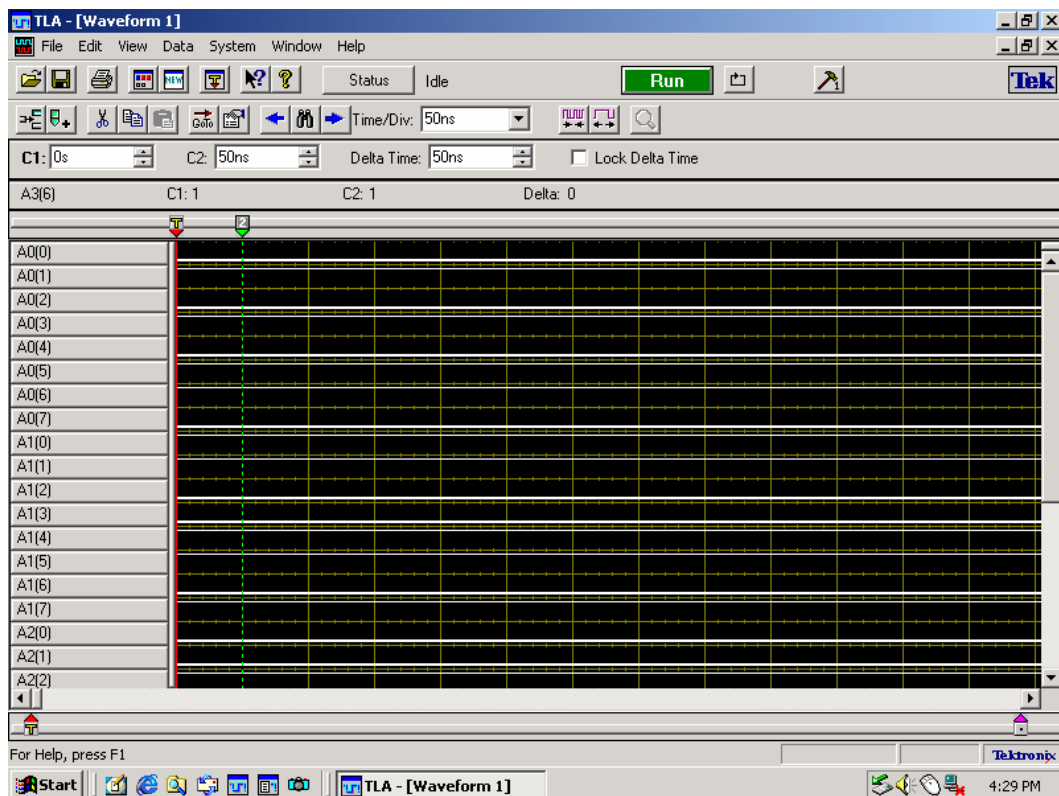 TLA - [Waveform 1]
File Edit View Data System Window Help
NEW
Status Idle Run 1 Tek
GoTo Time/Div: 50ns
C1: 0s C2: 50ns Delta Time: 50ns Lock Delta Time
A3(6) C1: 1 C2: 1 Delta: 0
T 2
A0(0)
A0(1)
A0(2)
A0(3)
A0(4)
A0(5)
A0(6)
A0(7)
A1(0)
A1(1)
A1(2)
A1(3)
A1(4)
A1(5)
A1(6)
A1(7)
A2(0)
A2(1)
A2(2)
T
For Help, press F1 Tektronix
Start TLA - [Waveform 1] 4:29 PM